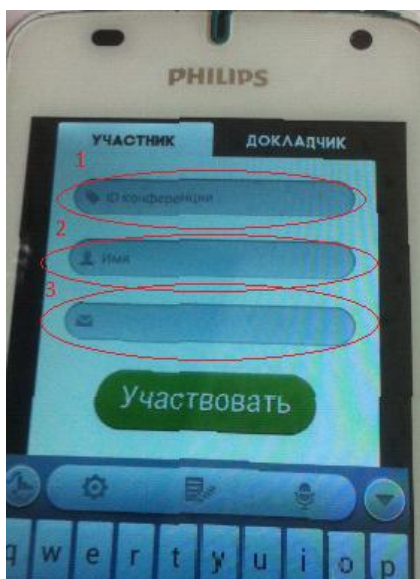 PHILIPS
УЧАСТНИК ДОКЛАДЧИК
1
ID конференции
2
Имя
3
Участвовать
q w e r t y u i o p